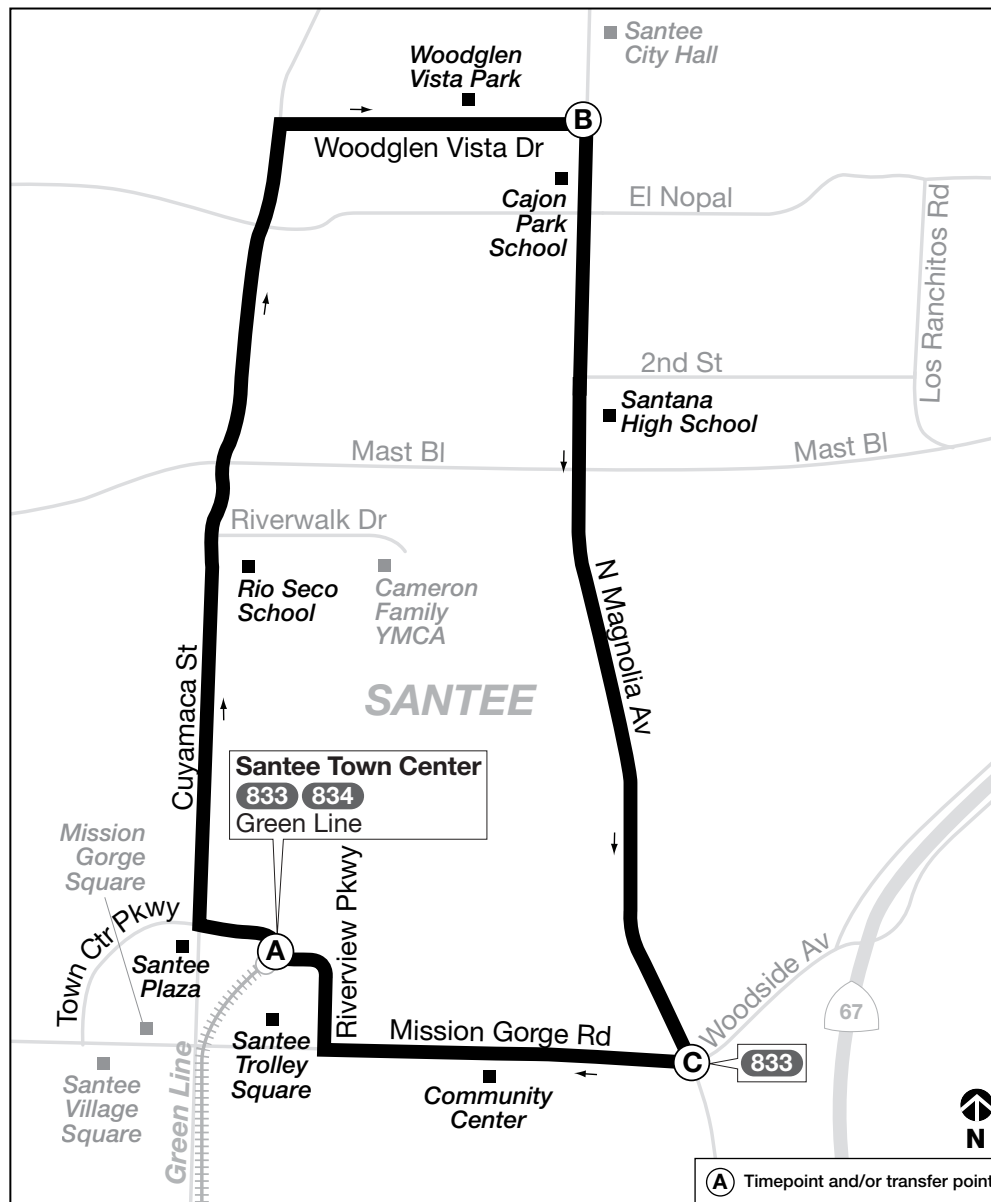 Santee
City Hall
Woodglen
Vista Park
B
Woodglen Vista Dr
Cajon
Park
School
El Nopal
Los Ranchitos Rd
2nd St
Santana
High School
Mast Bl
Mast Bl
Riverwalk Dr
Rio Seco
School
Cameron
Family
YMCA
N Magnolia Av
Cuyamaca St
SANTEE
Santee Town Center
833 834
Green Line
Mission
Gorge
Square
Town Ctr Pkwy
Riverview Pkwy
A
Santee
Plaza
Woodside Av
67
Mission Gorge Rd
C
833
Santee
Trolley
Square
Santee
Village
Square
Green Line
Community
Center
N
A Timepoint and/or transfer point